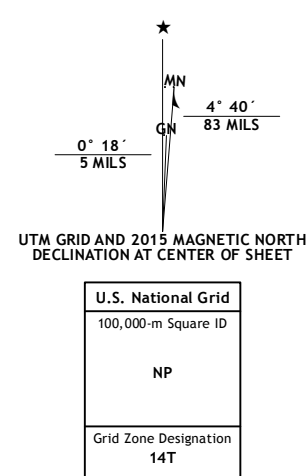 ★
MN
GN
4° 40´
83 MILS
0° 18´
5 MILS
UTM GRID AND 2015 MAGNETIC NORTH
DECLINATION AT CENTER OF SHEET
U.S. National Grid
100,000-m Square ID
NP
Grid Zone Designation
14T